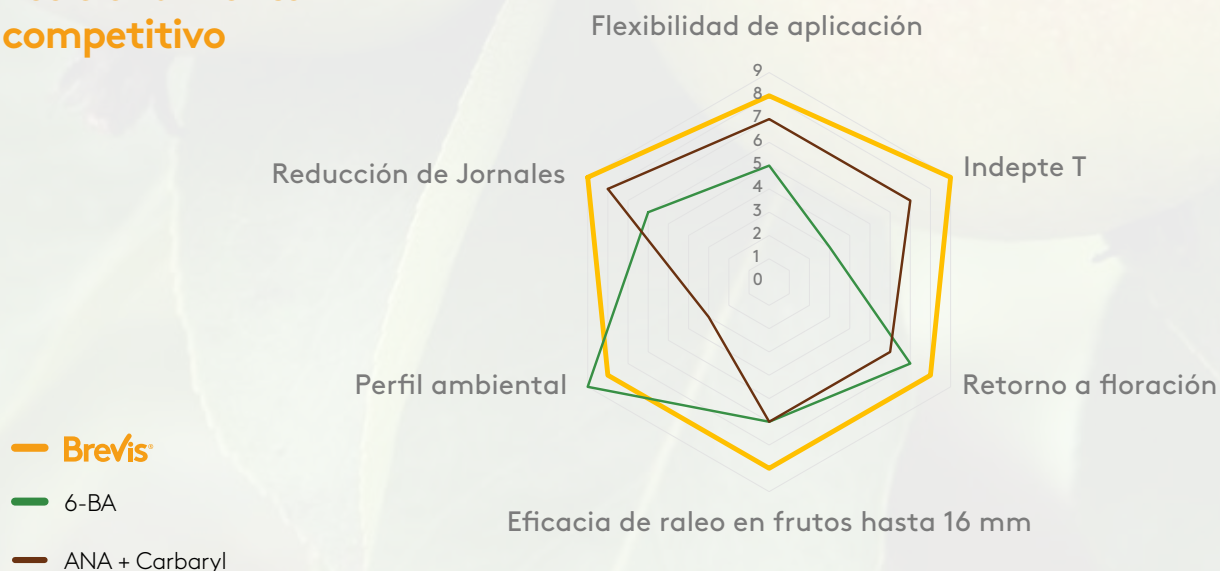 competitivo
Flexibilidad de aplicación
9
8
7
6
5
4
3
2
1
0
Reducción de Jornales
Indepte T
Perfil ambiental
Retorno a floración
Eficacia de raleo en frutos hasta 16 mm
Brevis®
6-BA
ANA + Carbaryl